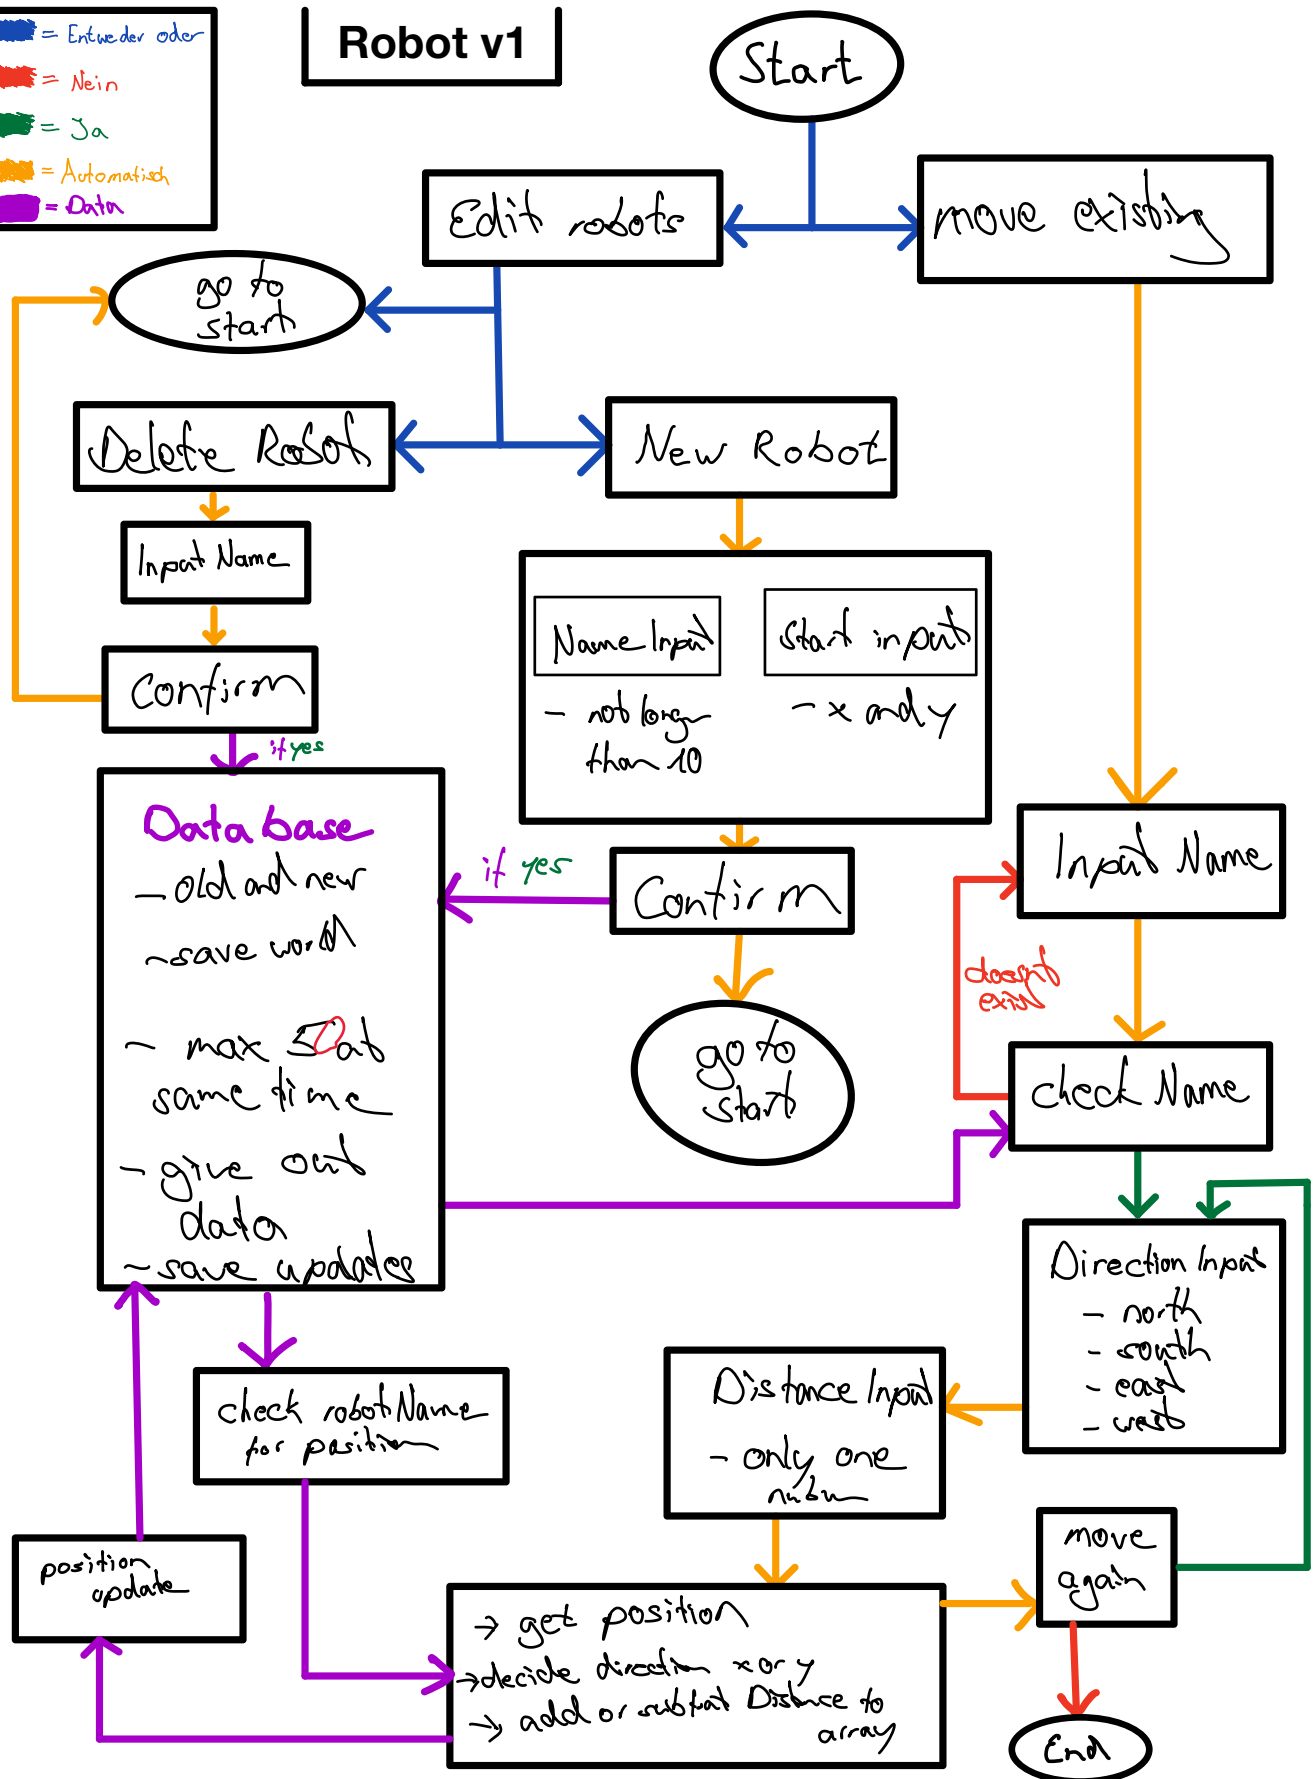 = Entweder oder
= Nein
= Ja
= Automatisch
= Data
Robot v1
Start
Edit robots
move existing
go to
start
Delete Robot
New Robot
Input Name
Confirm
if yes
Name Input
- not longer
than 10
start input
- x and y
Database
- old and new
- save world
- max 50 at
same time
- give out
data
- save updates
if yes
Confirm
go to
start
Input Name
doesn't
exist
check Name
Direction Input
- north
- south
- east
- west
Distance Input
- only one
check robot Name
for position
position
update
-> get position
-> decide direction x or y
-> add or Distance to
array
move
again
End